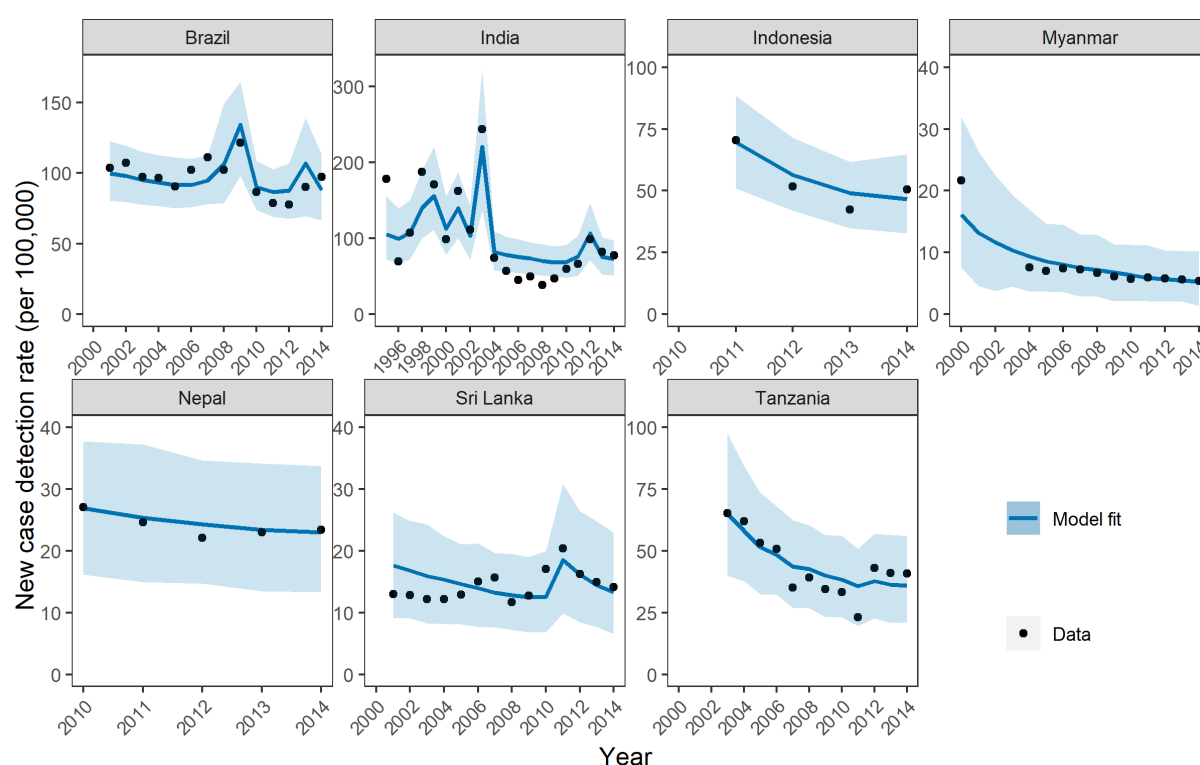 Brazil India Indonesia Myanmar
New case detection rate (per 100,000)
150
100
50
0
300
200
100
0
100
75
50
25
0
40
30
20
10
0
2000 2002 2004 2006 2008 2010 2012 2014
1996 1998 2000 2002 2004 2006 2008 2010 2012 2014
2010 2011 2012 2013 2014
2000 2002 2004 2006 2008 2010 2012 2014
Nepal Sri Lanka Tanzania
40
30
20
10
0
40
30
20
10
0
100
75
50
25
0
2010 2011 2012 2013 2014
2000 2002 2004 2006 2008 2010 2012 2014
2000 2002 2004 2006 2008 2010 2012 2014
Model fit
Data
Year